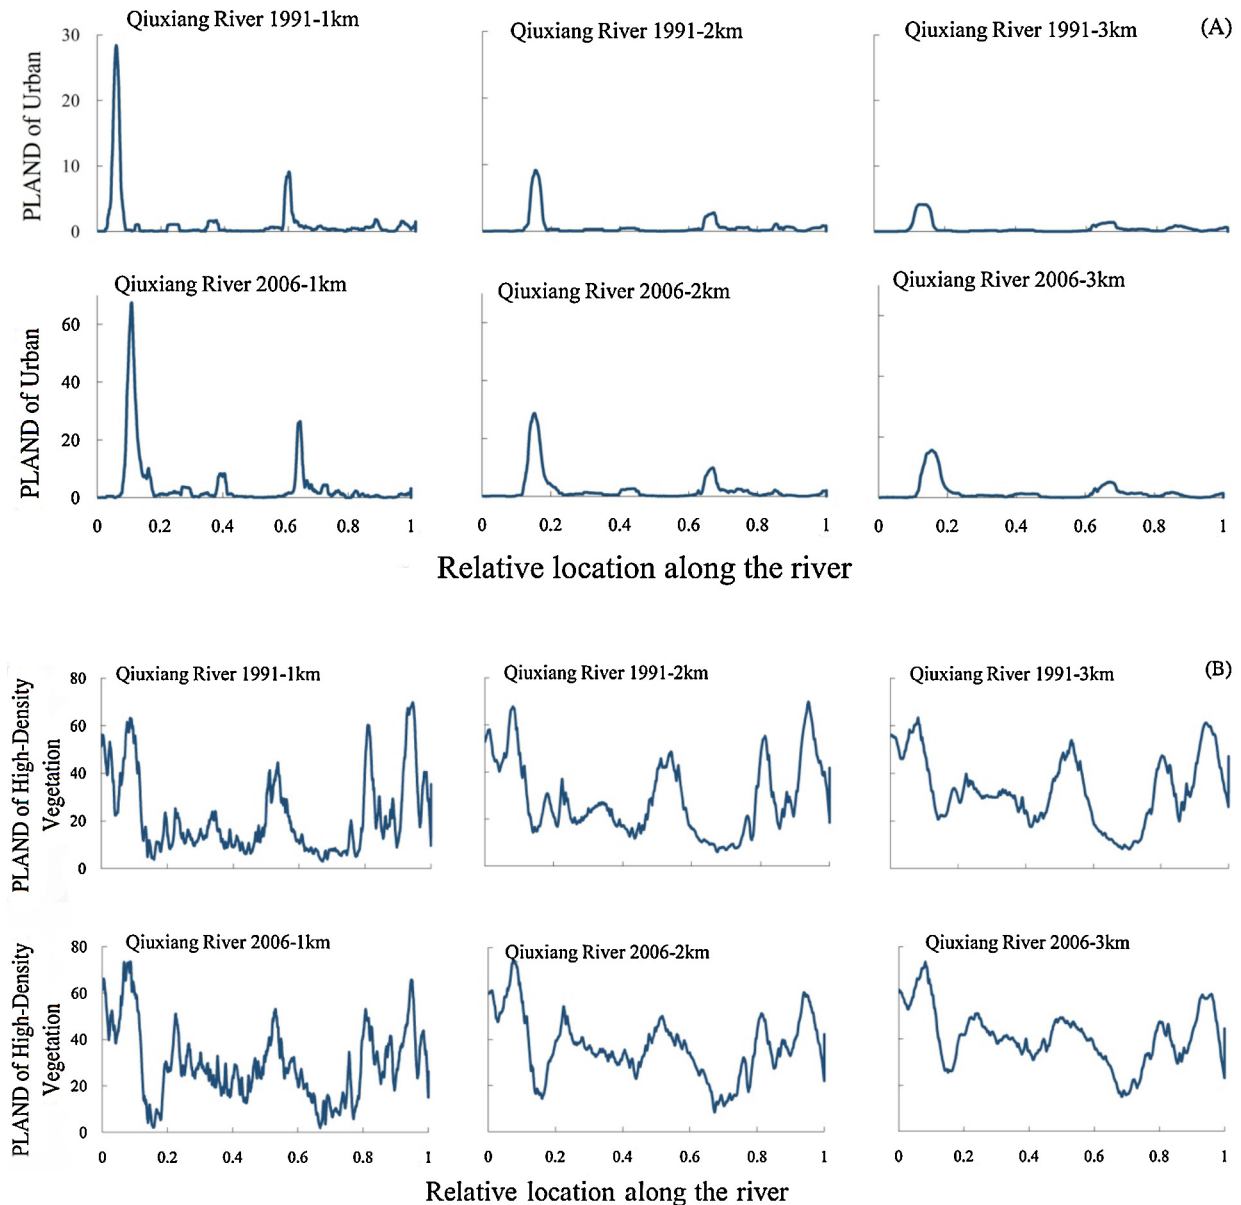 Qiuxiang River 1991-1km
Qiuxiang River 1991-2km
Qiuxiang River 1991-3km
(A)
PLAND of Urban
30
20
10
0
Qiuxiang River 2006-1km
Qiuxiang River 2006-2km
Qiuxiang River 2006-3km
PLAND of Urban
60
40
20
0
0 0.2 0.4 0.6 0.8 1
0 0.2 0.4 0.6 0.8 1
0 0.2 0.4 0.6 0.8 1
Relative location along the river
Qiuxiang River 1991-1km
Qiuxiang River 1991-2km
Qiuxiang River 1991-3km
(B)
PLAND of High-Density
Vegetation
80
60
40
20
0
Qiuxiang River 2006-1km
Qiuxiang River 2006-2km
Qiuxiang River 2006-3km
PLAND of High-Density
Vegetation
80
60
40
20
0
0 0.2 0.4 0.6 0.8 1
0 0.2 0.4 0.6 0.8 1
0 0.2 0.4 0.6 0.8 1
Relative location along the river